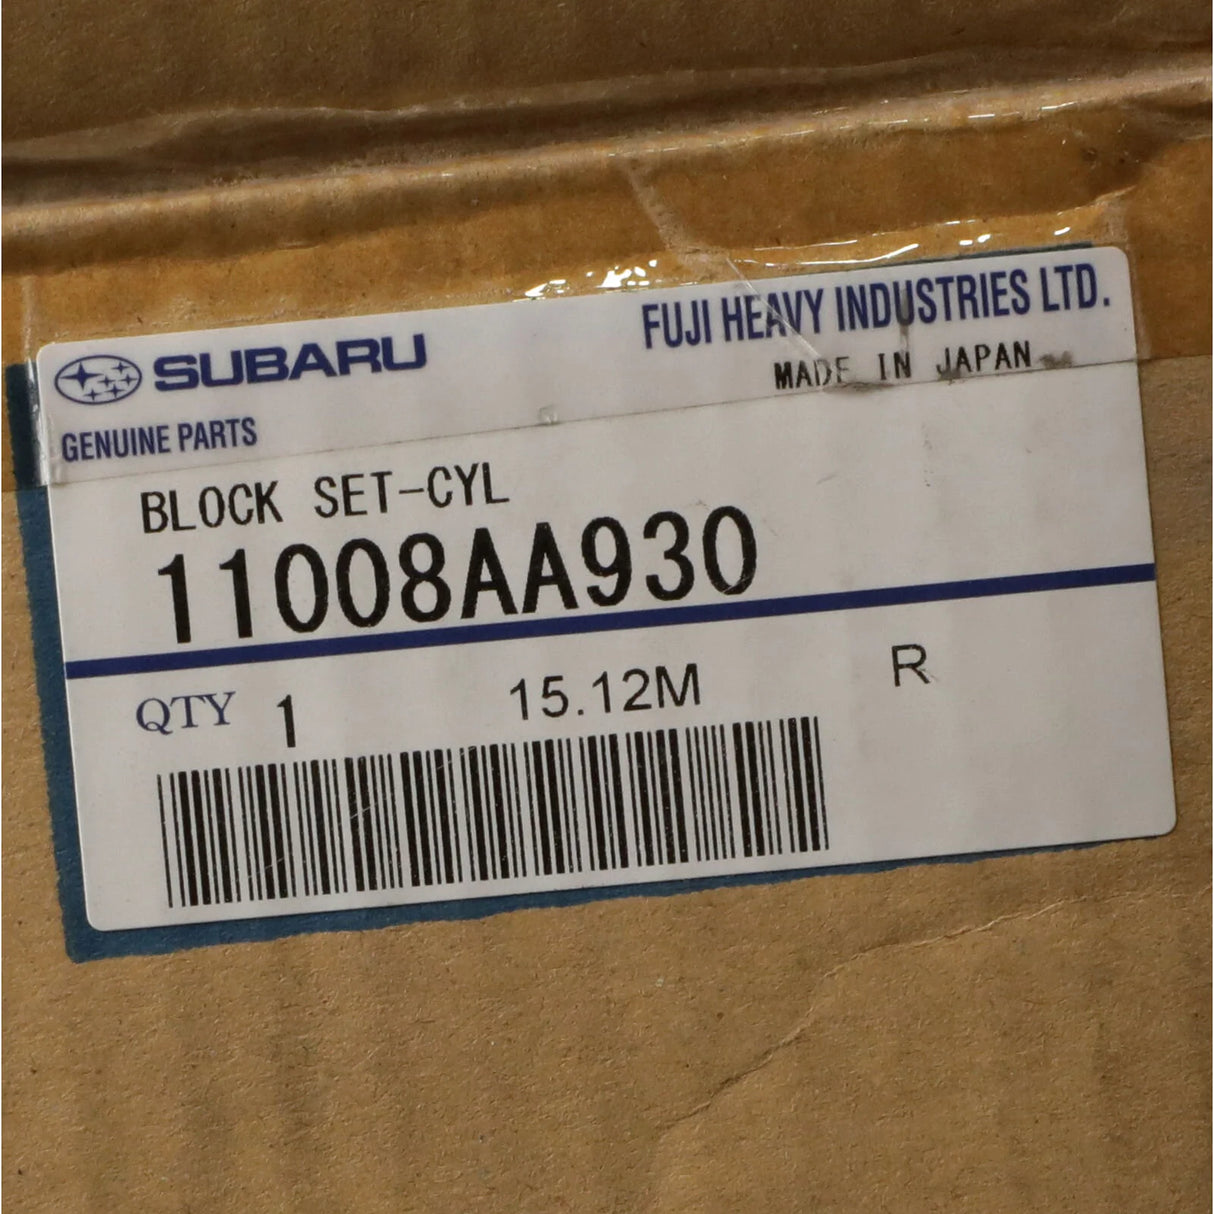 SUBARU
FUJI HEAVY INDUSTRIES LTD.
MADE IN JAPAN
GENUINE PARTS
BLOCK SET-CYL
11008AA930
QTY 1
15.12M
R